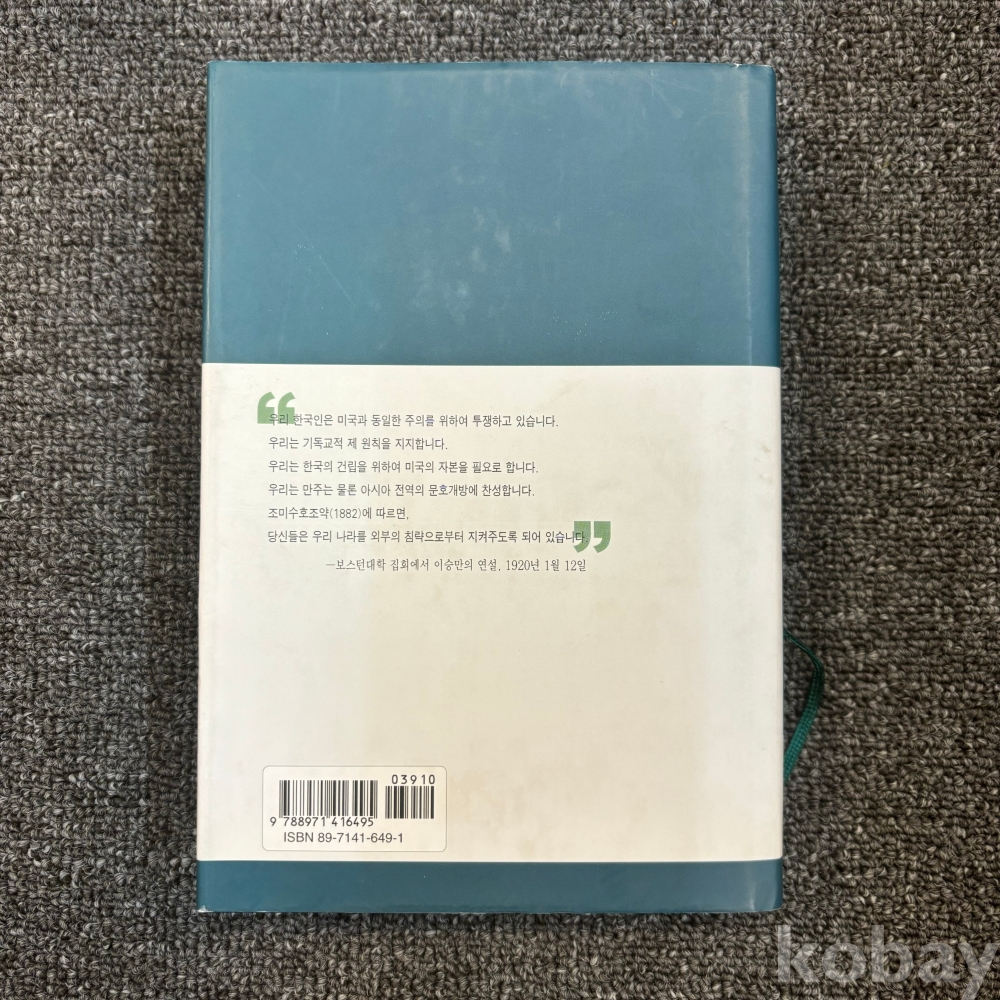 “
우리 한국인은 미국과 동일한 주의를 위하여 투쟁하고 있습니다.
우리는 기독교적 제 원칙을 지지합니다.
우리는 한국의 건립을 위하여 미국의 자본을 필요로 합니다.
우리는 만주는 물론 아시아 전역의 문호개방에 찬성합니다.
조미수호조약(1882)에 따르면,
당신들은 우리 나라를 외부의 침략으로부터 지켜주도록 되어 있습니다.
”
—보스턴대학 집회에서 이승만의 연설, 1920년 1월 12일
03910
9 788971 416495
ISBN 89-7141-649-1
kobay